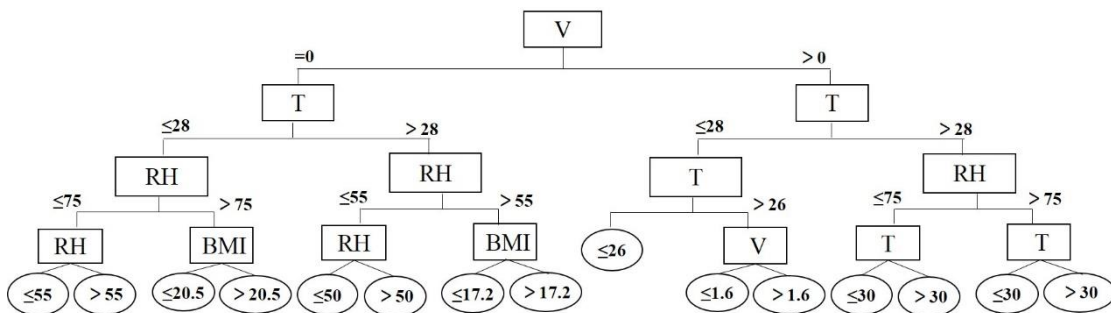 V
=0 > 0
T T
≤28 > 28 ≤28 > 28
RH RH T RH
≤75 > 75 ≤55 > 55 > 26 ≤75 > 75
RH BMI RH BMI ≤26 V T T
≤55 > 55 ≤20.5 > 20.5 ≤50 > 50 ≤17.2 > 17.2 ≤1.6 > 1.6 ≤30 > 30 ≤30 > 30